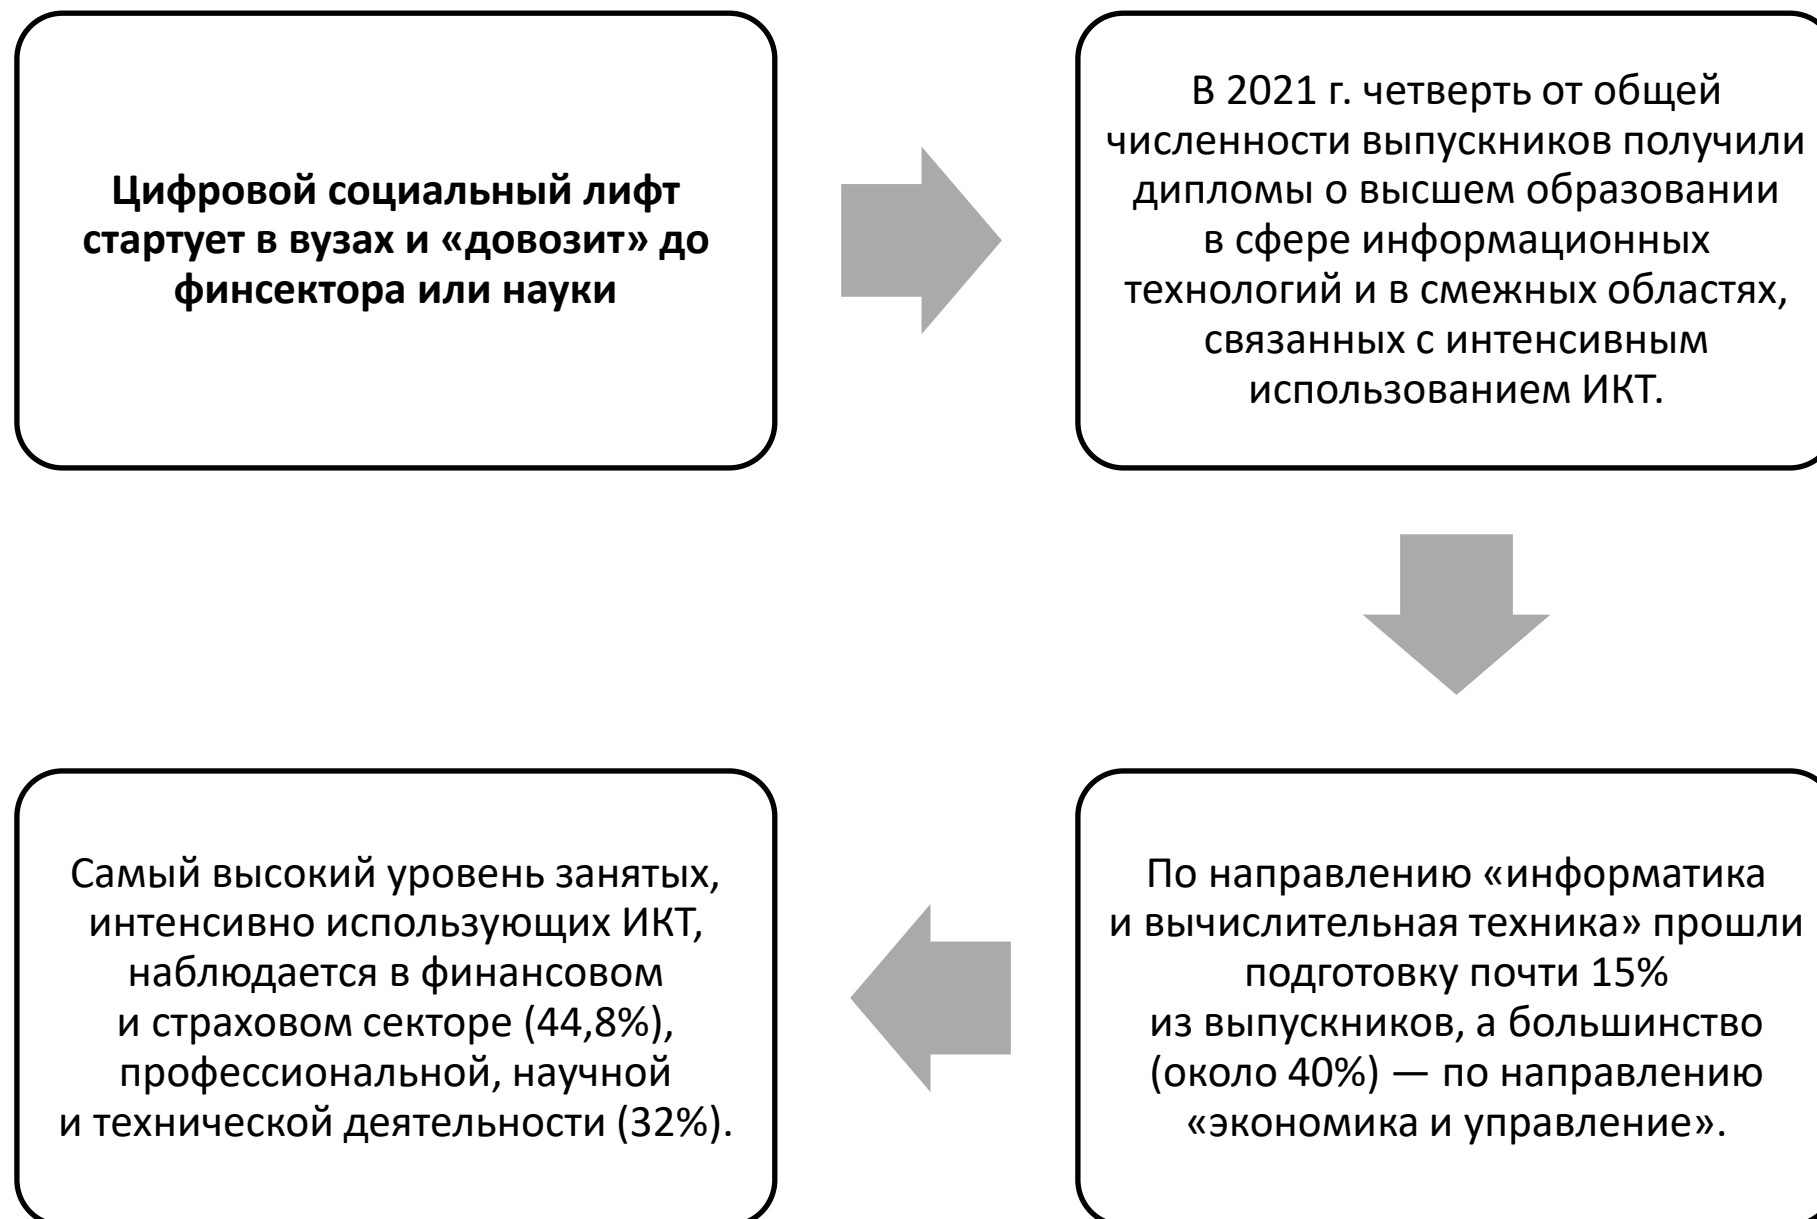 Цифровой социальный лифт
стартует в вузах и «довозит» до
финсектора или науки
В 2021 г. четверть от общей
численности выпускников получили
дипломы о высшем образовании
в сфере информационных
технологий и в смежных областях,
связанных с интенсивным
использованием ИКТ.
По направлению «информатика
и вычислительная техника» прошли
подготовку почти 15%
из выпускников, а большинство
(около 40%) — по направлению
«экономика и управление».
Самый высокий уровень занятых,
интенсивно использующих ИКТ,
наблюдается в финансовом
и страховом секторе (44,8%),
профессиональной, научной
и технической деятельности (32%).